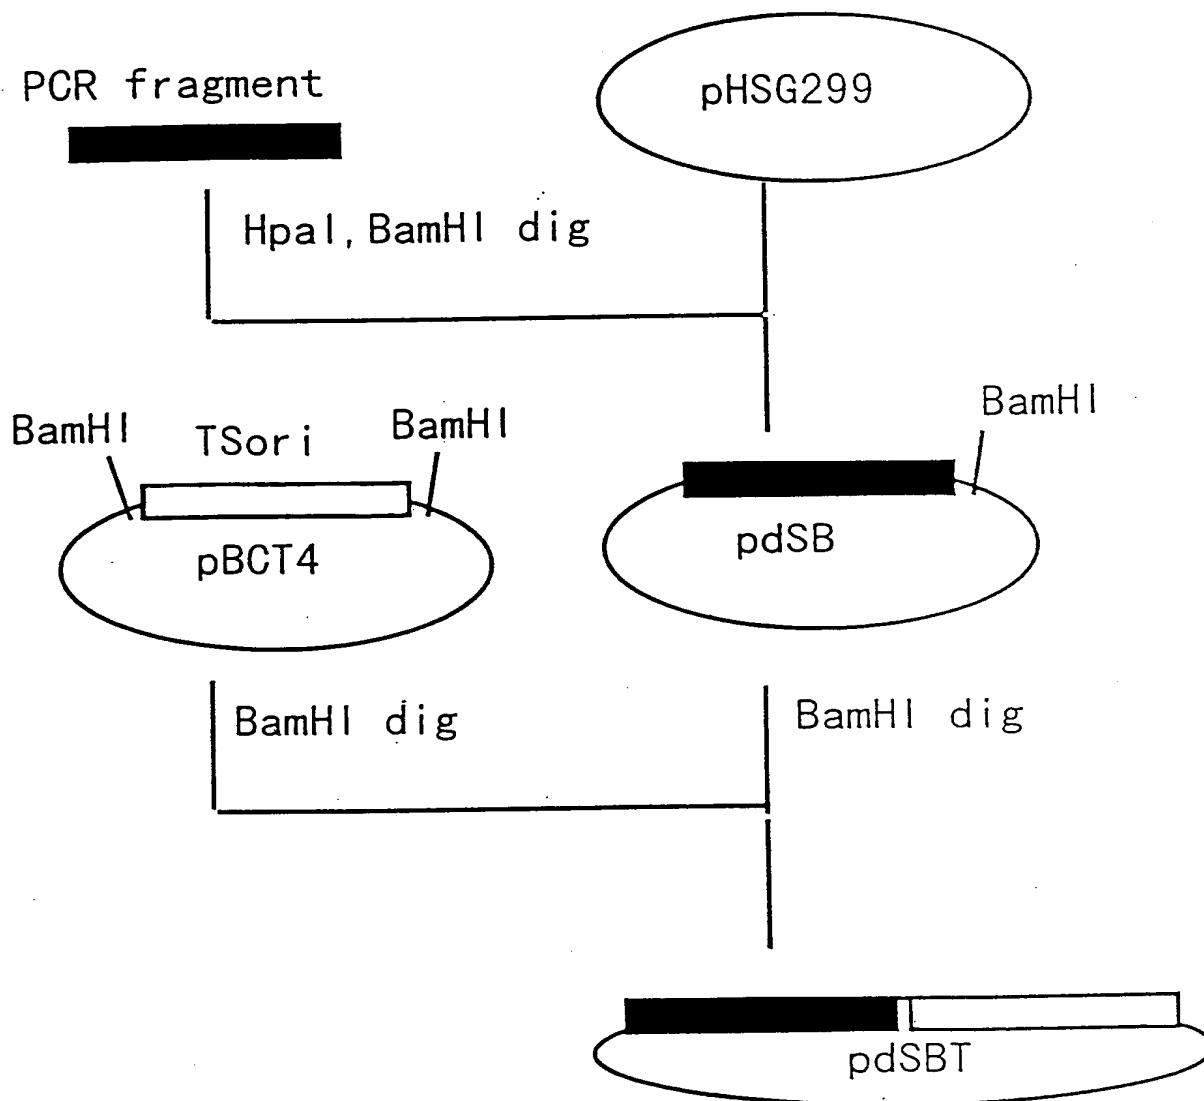 PCR fragment
pHSG299
HpaI, BamHI dig
BamHI
TSori
BamHI
BamHI
pBCT4
pdSB
BamHI dig
BamHI dig
pdSBT